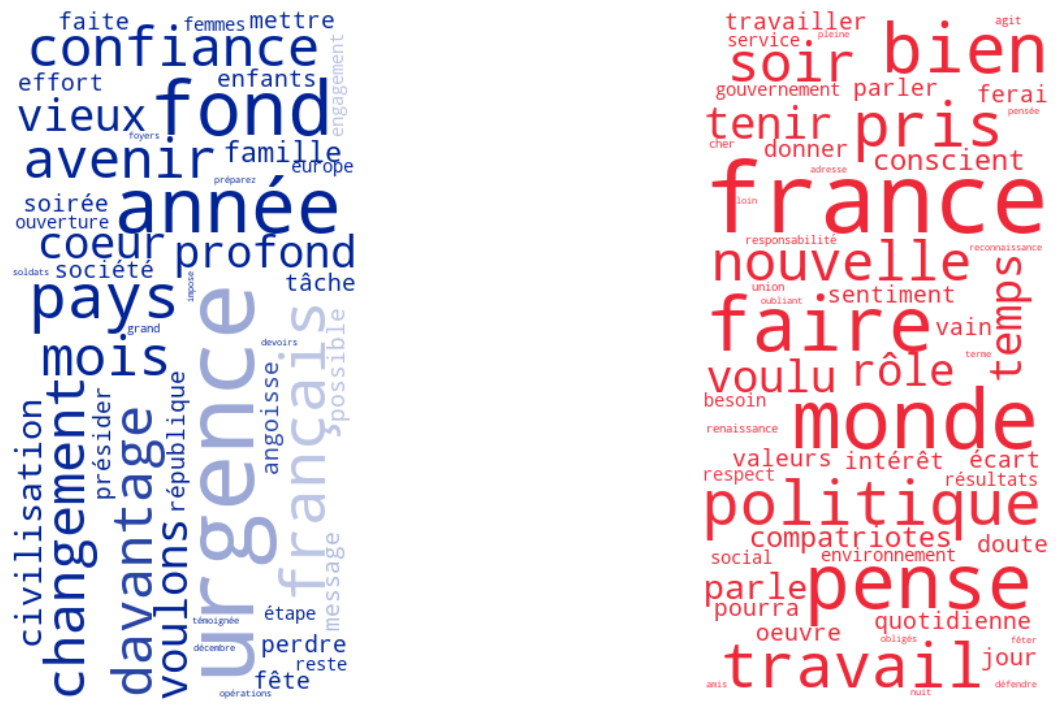 faite
femmes
mettre
confiance
effort
enfants
engagement
vieux
fond
foyers
avenir
famille
europe
préparez
soirée
année
ouverture
coeur
profond
soldats
société
impose
tâche
pays
grand
mois
devoirs
urgence
français
possible
angoisse
civilisation
changement
présider
davantage
république
voulons
message
étape
témoignée
décembre
perdre
reste
fête
opérations
travailler
pleine
agit
service
soir
bien
gouvernement
parler
ferai
tenir
pris
pensée
cher
donner
conscient
adresse
france
loin
responsabilité
reconnaissance
nouvelle
temps
union
oubliant
sentiment
faire
vain
terme
voulu
rôle
besoin
monde
renaissance
valeurs
intérêt
écart
respect
résultats
politique
compatriotes
doute
social
environnement
parle
pense
pourra
quotidienne
oeuvre
obligés
fêter
travail
jour
amis
nuit
défendre